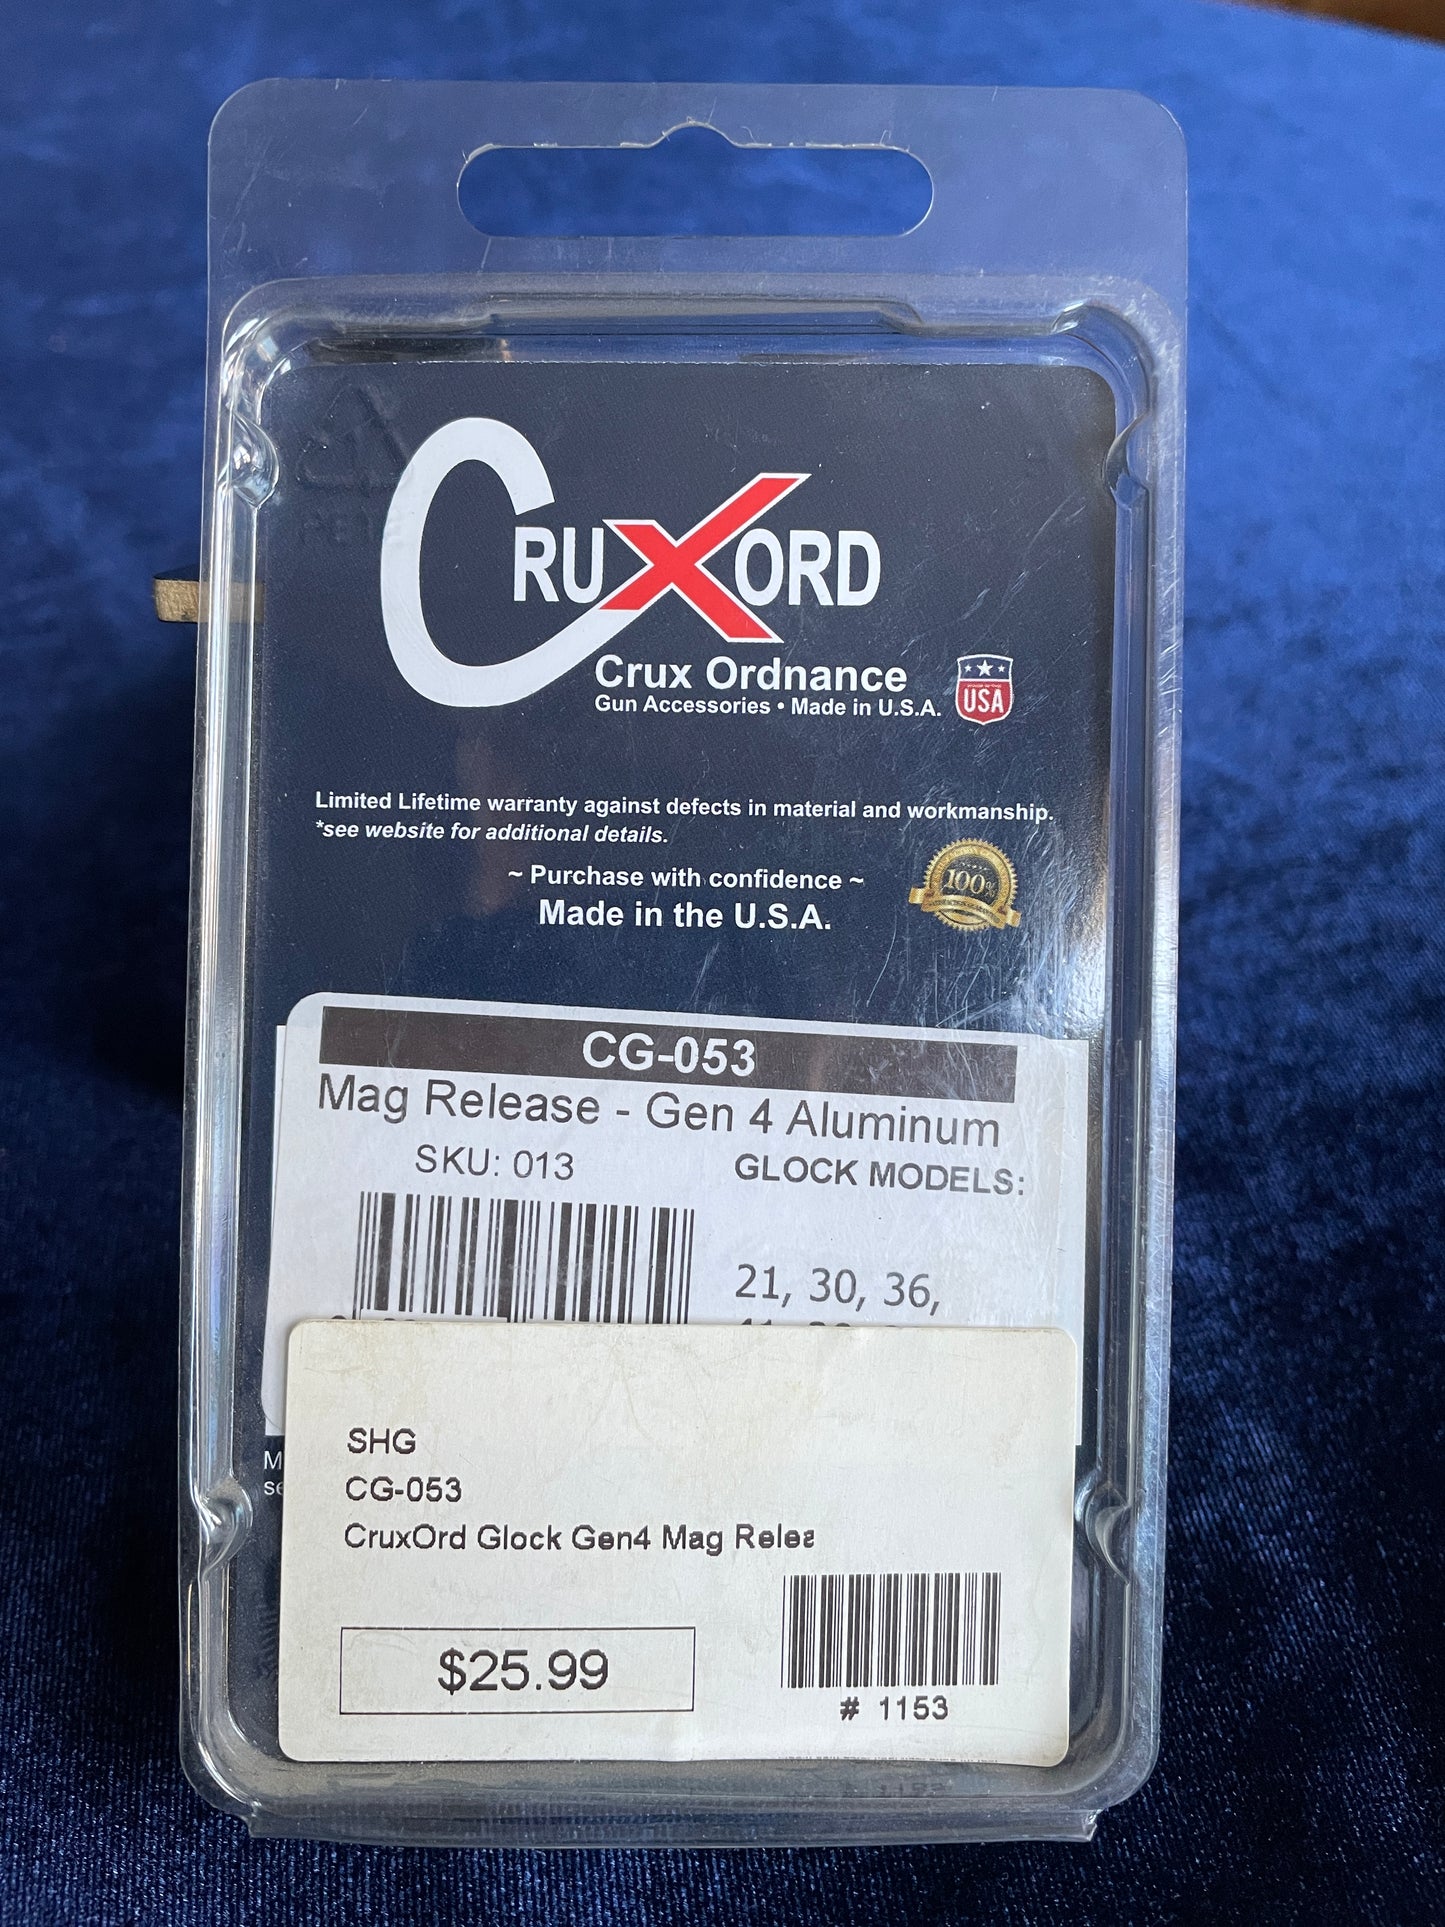 CRUXORD
Crux Ordnance
Gun Accessories • Made in U.S.A.
USA
Limited Lifetime warranty against defects in material and workmanship.
*see website for additional details.
~ Purchase with confidence ~
100%
Made in the U.S.A.
CG-053
Mag Release - Gen 4 Aluminum
SKU: 013
GLOCK MODELS:
21, 30, 36,
SHG
CG-053
CruxOrd Glock Gen4 Mag Relea
$25.99
# 1153